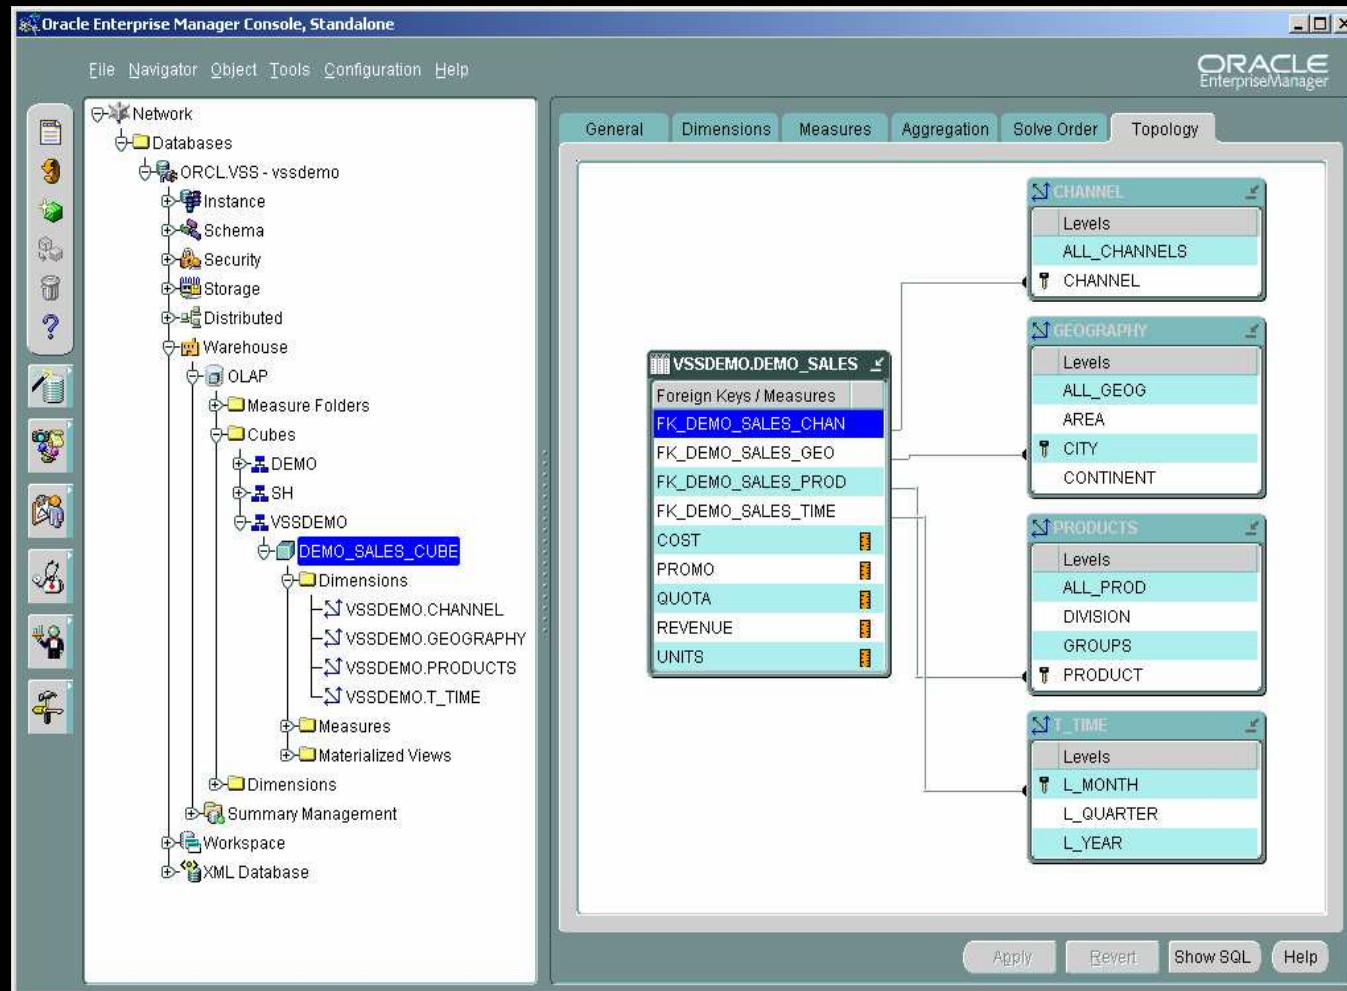 Oracle Enterprise Manager Console, Standalone
File Navigator Object Tools Configuration Help
ORACLE
EnterpriseManager
Network
Databases
ORCL.VSS - vssdemo
Instance
Schema
Security
Storage
Distributed
Warehouse
OLAP
Measure Folders
Cubes
DEMO
SH
VSSDEMO
DEMO_SALES_CUBE
Dimensions
VSSDEMO.CHANNEL
VSSDEMO.GEOGRAPHY
VSSDEMO.PRODUCTS
VSSDEMO.T_TIME
Measures
Materialized Views
Dimensions
Summary Management
Workspace
XML Database
General Dimensions Measures Aggregation Solve Order Topology
VSSDEMO.DEMO_SALES
Foreign Keys / Measures
FK_DEMO_SALES_CHAN
FK_DEMO_SALES_GEO
FK_DEMO_SALES_PROD
FK_DEMO_SALES_TIME
COST
PROMO
QUOTA
REVENUE
UNITS
CHANNEL
Levels
ALL_CHANNELS
CHANNEL
GEOGRAPHY
Levels
ALL_GEOG
AREA
CITY
CONTINENT
PRODUCTS
Levels
ALL_PROD
DIVISION
GROUPS
PRODUCT
T_TIME
Levels
L_MONTH
L_QUARTER
L_YEAR
Apply Revert Show SQL Help